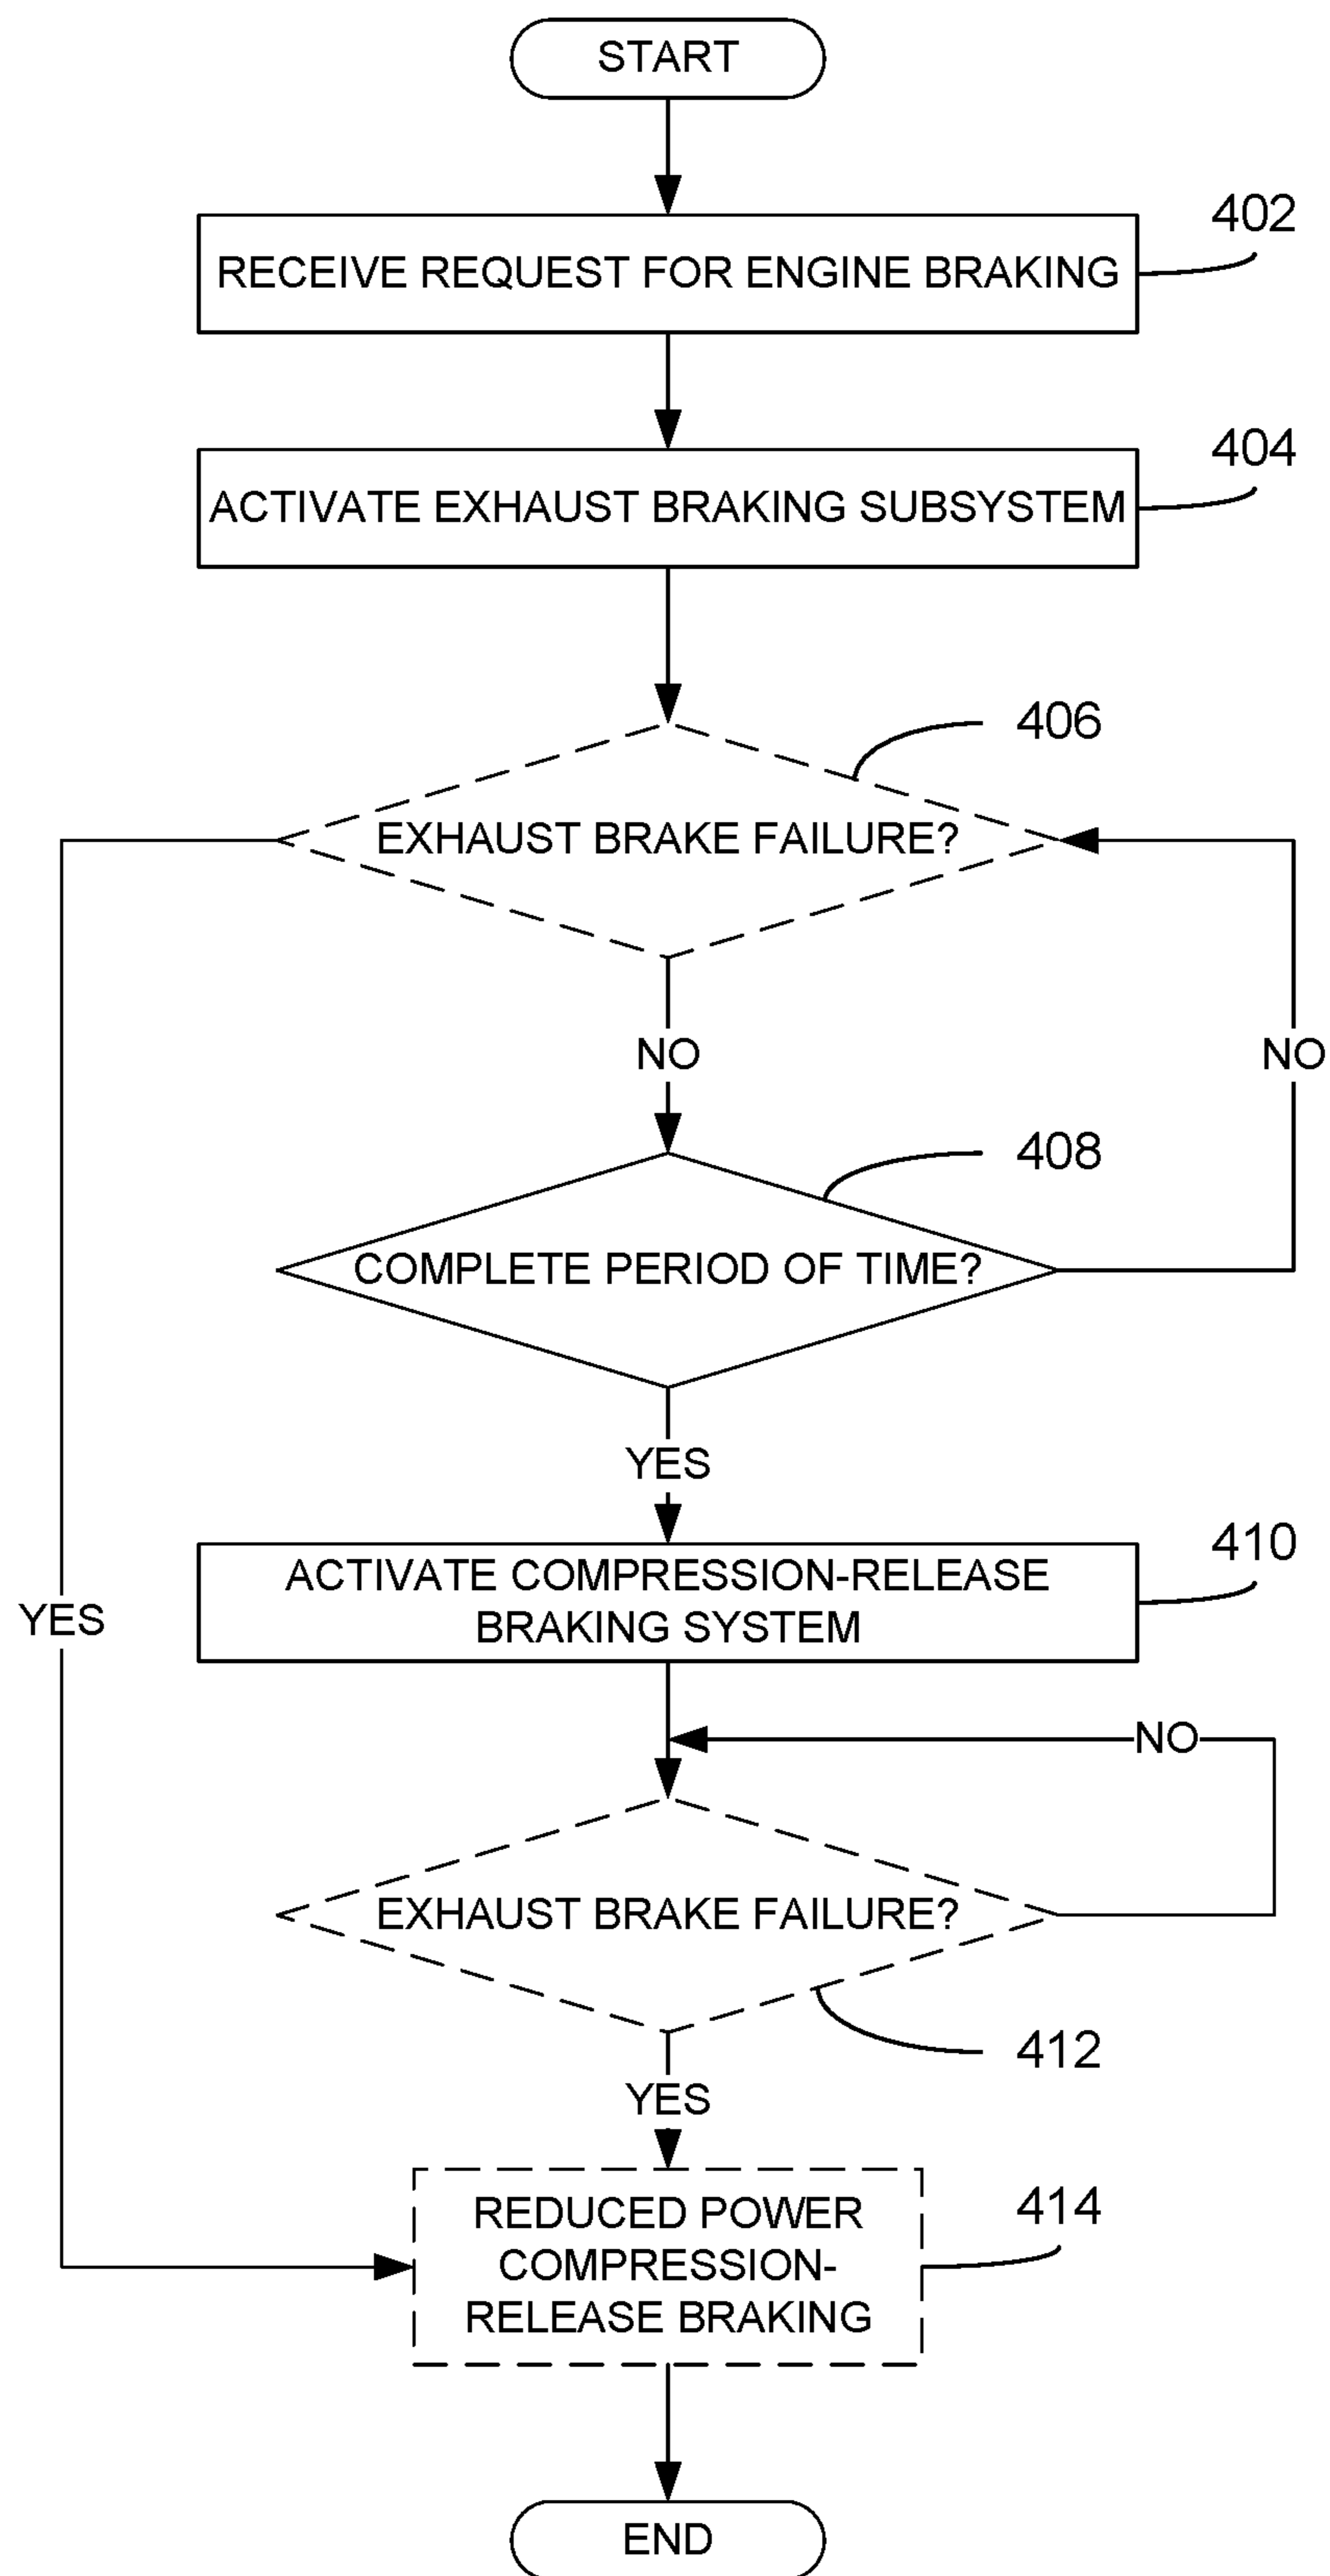 START
402
RECEIVE REQUEST FOR ENGINE BRAKING
404
ACTIVATE EXHAUST BRAKING SUBSYSTEM
406
EXHAUST BRAKE FAILURE?
NO
NO
408
COMPLETE PERIOD OF TIME?
YES
410
ACTIVATE COMPRESSION-RELEASE
BRAKING SYSTEM
YES
NO
EXHAUST BRAKE FAILURE?
412
YES
414
REDUCED POWER
COMPRESSION-
RELEASE BRAKING
END